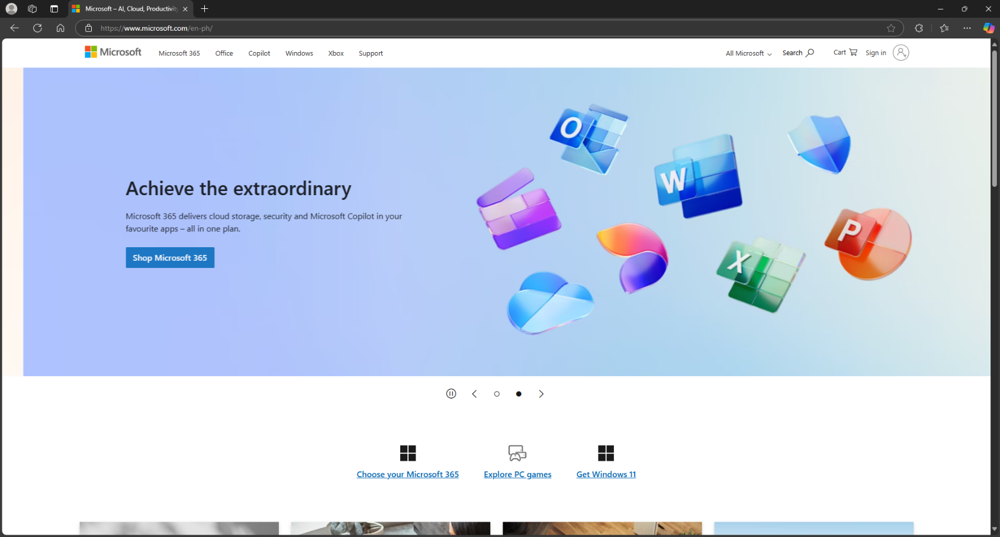 Microsoft – AI, Cloud, Productivity
https://www.microsoft.com/en-ph/
Microsoft
Microsoft 365
Office
Copilot
Windows
Xbox
Support
All Microsoft
Search
Cart
Sign in
Achieve the extraordinary
Microsoft 365 delivers cloud storage, security and Microsoft Copilot in your
favourite apps – all in one plan.
Shop Microsoft 365
O
W
P
X
Choose your Microsoft 365
Explore PC games
Get Windows 11